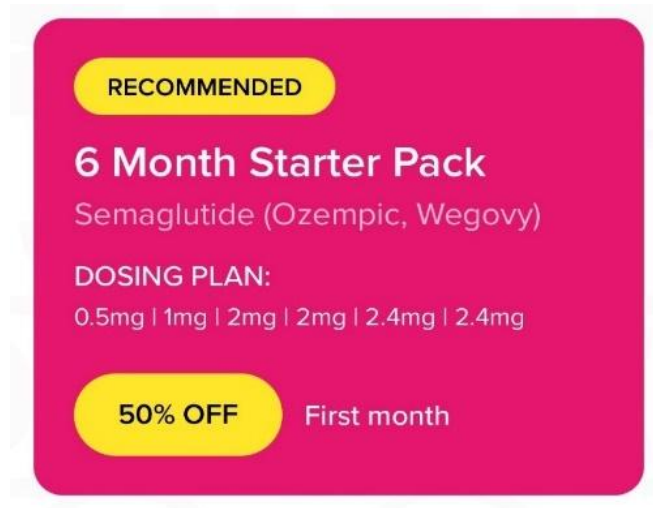 RECOMMENDED
6 Month Starter Pack
Semaglutide (Ozempic, Wegovy)
DOSING PLAN:
0.5mg | 1mg | 2mg | 2mg | 2.4mg | 2.4mg
50% OFF First month